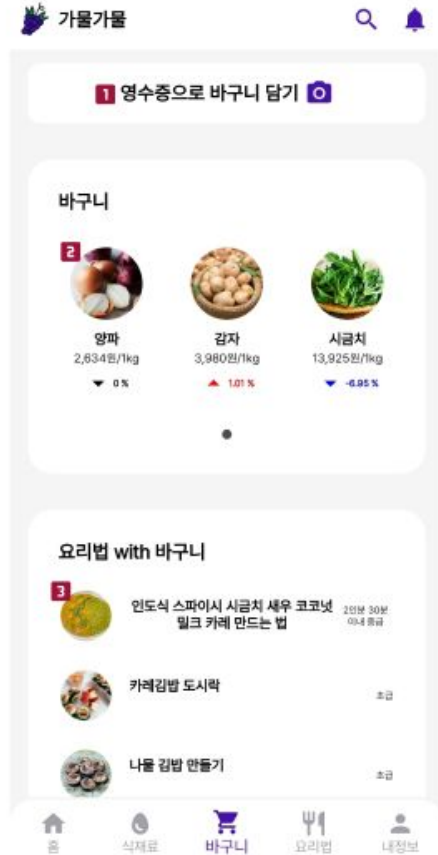 가물가물
1 영수증으로 바구니 담기
바구니
2
양파 감자 시금치
2,634원/1kg 3,980원/1kg 13,925원/1kg
▼ 0 % ▲ 1.01 % ▼ -6.95 %
요리법 with 바구니
3
인도식 스파이시 시금치 새우 코코넛
밀크 카레 만드는 법
2인분 30분
이내 중급
카레김밥 도시락
초급
나물 김밥 만들기
초급
홈 식재료 바구니 요리법 내정보